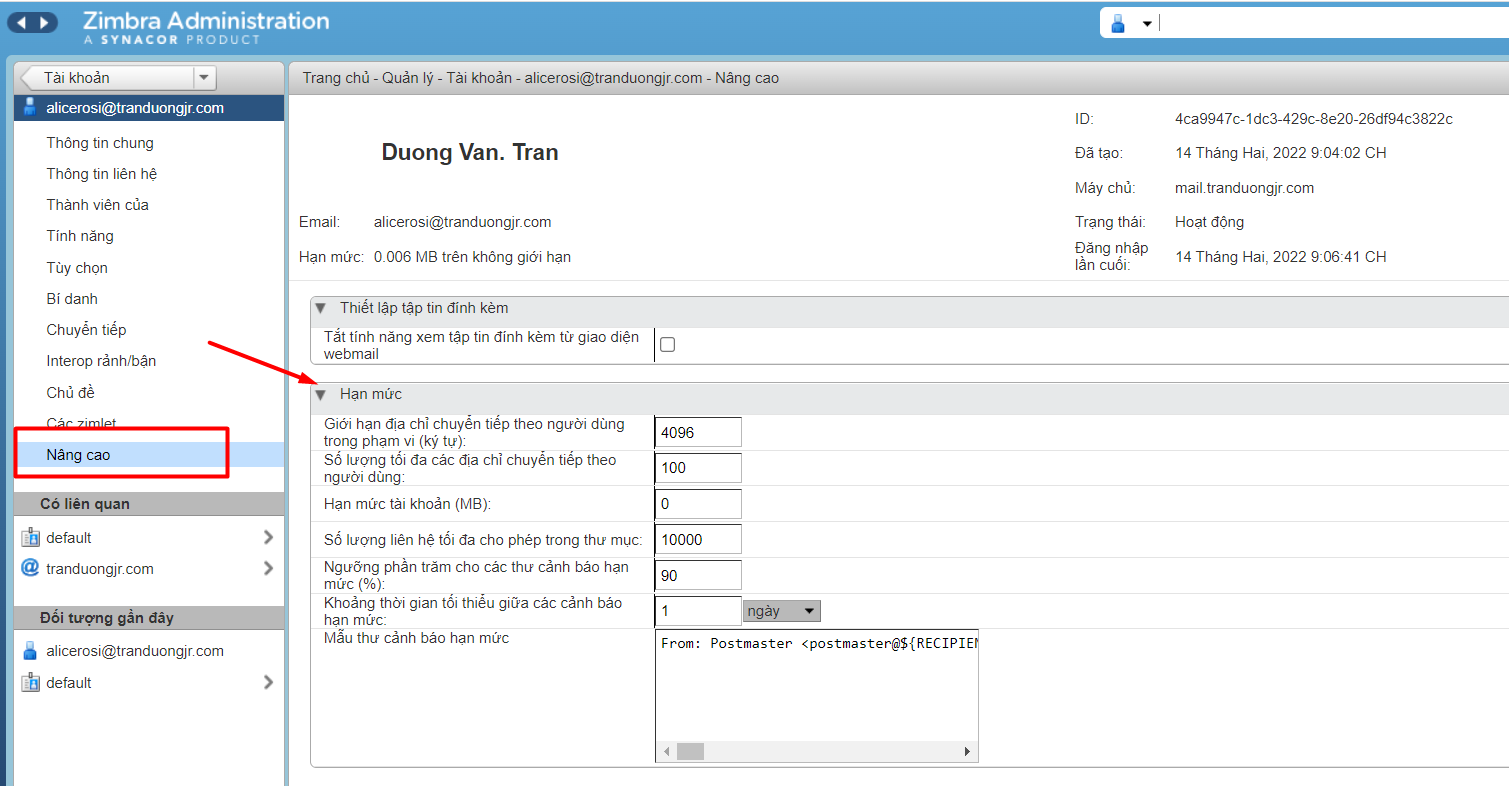 Zimbra Administration
A SYNACOR PRODUCT
Tài khoản
alicerosi@tranduongjr.com
Thông tin chung
Thông tin liên hệ
Thành viên của
Tính năng
Tùy chọn
Bí danh
Chuyển tiếp
Interop rảnh/bận
Chủ đề
Các zimlet
Nâng cao
Có liên quan
default
tranduongjr.com
Đối tượng gần đây
alicerosi@tranduongjr.com
default
Trang chủ - Quản lý - Tài khoản - alicerosi@tranduongjr.com - Nâng cao
Duong Van. Tran
Email: alicerosi@tranduongjr.com
Hạn mức: 0.006 MB trên không giới hạn
ID: 4ca9947c-1dc3-429c-8e20-26df94c3822c
Đã tạo: 14 Tháng Hai, 2022 9:04:02 CH
Máy chủ: mail.tranduongjr.com
Trạng thái: Hoạt động
Đăng nhập
lần cuối: 14 Tháng Hai, 2022 9:06:41 CH
Thiết lập tập tin đính kèm
Tắt tính năng xem tập tin đính kèm từ giao diện
webmail
Hạn mức
Giới hạn địa chỉ chuyển tiếp theo người dùng
trong phạm vi (ký tự): 4096
Số lượng tối đa các địa chỉ chuyển tiếp theo
người dùng: 100
Hạn mức tài khoản (MB): 0
Số lượng liên hệ tối đa cho phép trong thư mục: 10000
Ngưỡng phần trăm cho các thư cảnh báo hạn
mức (%): 90
Khoảng thời gian tối thiểu giữa các cảnh báo
hạn mức: 1 ngày
Mẫu thư cảnh báo hạn mức
From: Postmaster <postmaster@${RECIPIEN